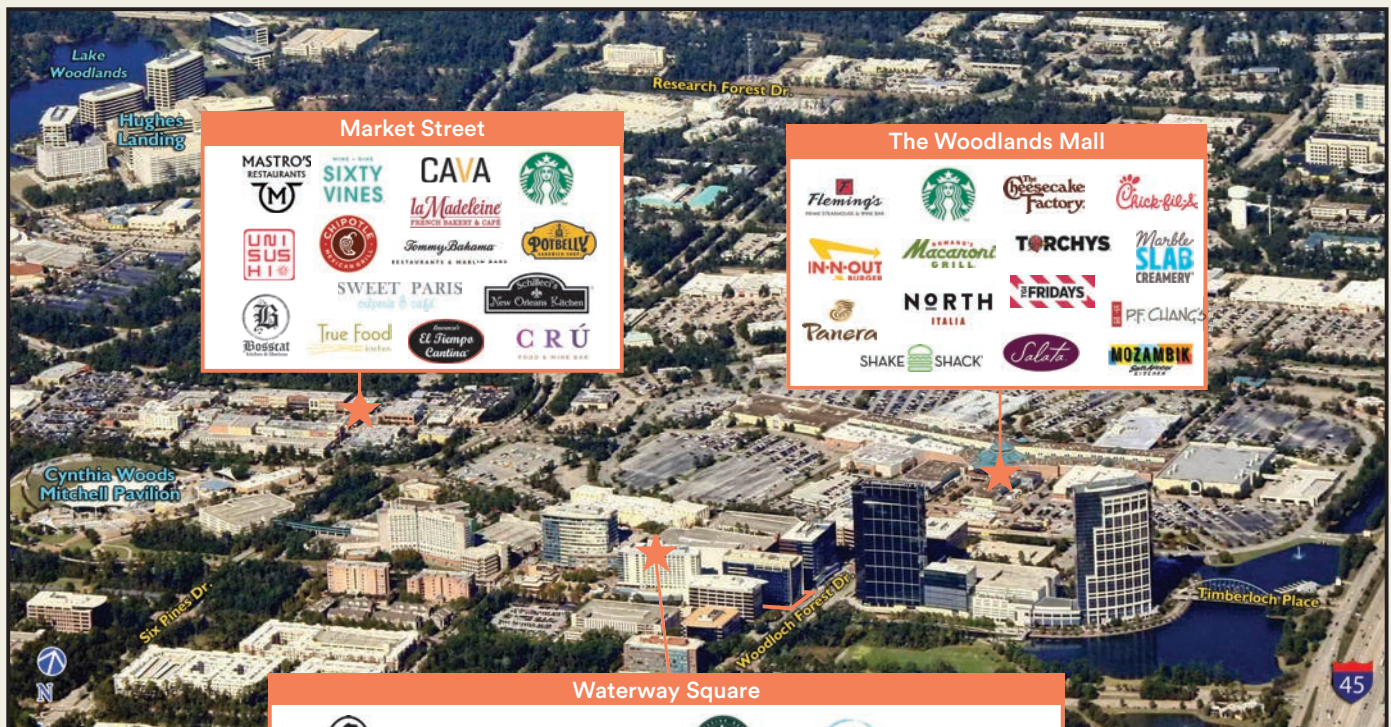 Lake
Woodlands
Hughes
Landing
Research Forest Dr.
Market Street
MASTRO'S
RESTAURANTS
M
WINE + DINE
SIXTY
VINES
CAVA
la Madeleine
FRENCH BAKERY & CAFÉ
UNI
SUS
HI
CHIPOTLE
MEXICAN GRILL
Tommy Bahama
RESTAURANTS & MARLIN BARS
POTBELLY
SANDWICH SHOP
SWEET PARIS
crêperie & café
Schilleci's
New Orleans Kitchen
B
Bosscat
True Food
kitchen
El Tiempo
Cantina
CRÚ
FOOD & WINE BAR
The Woodlands Mall
F
Fleming's
PRIME STEAKHOUSE & WINE BAR
The
Cheesecake
Factory
Chick-fil-A
IN-N-OUT
BURGER
ROMANO'S
Macaroni
GRILL
TORCHYS
Marble
SLAB
CREAMERY
Panera
NORTH
ITALIA
TGI FRIDAYS
P.F. CHANG'S
SHAKE SHACK
Salata
MOZAMBIK
Cynthia Woods
Mitchell Pavilion
Six Pines Dr.
Woodloch Forest Dr.
Timberloch Place
N
45
Waterway Square